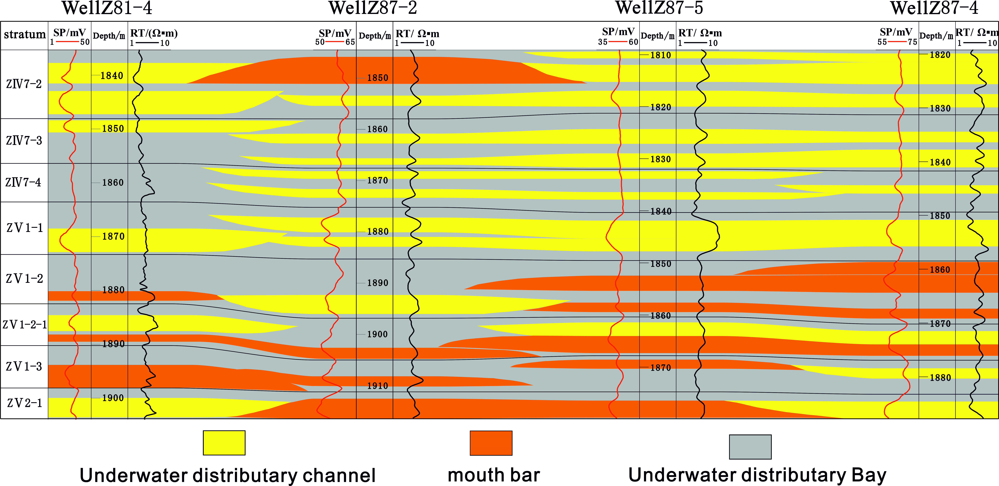 WellZ81-4 WellZ87-2 WellZ87-5 WellZ87-4
stratum SP/mV Depth/m RT/(Ω▪m) SP/mV Depth/m RT/ Ω▪m SP/mV Depth/m RT/ Ω▪m SP/mV Depth/m RT/ Ω▪m
1 50 1 10 50 65 1 10 35 60 1 10 55 75 1 10
1810 1820
ZⅣ7-2 1840 1850
1820 1830
1850 1860
ZⅣ7-3
1830 1840
ZⅣ7-4 1860 1870
1840 1850
ZⅤ1-1 1870 1880
1850 1860
ZⅤ1-2 1880 1890
1860 1870
ZⅤ1-2-1
1890 1900
ZⅤ1-3 1870 1880
1910
ZⅤ2-1 1900
Underwater distributary channel mouth bar Underwater distributary Bay